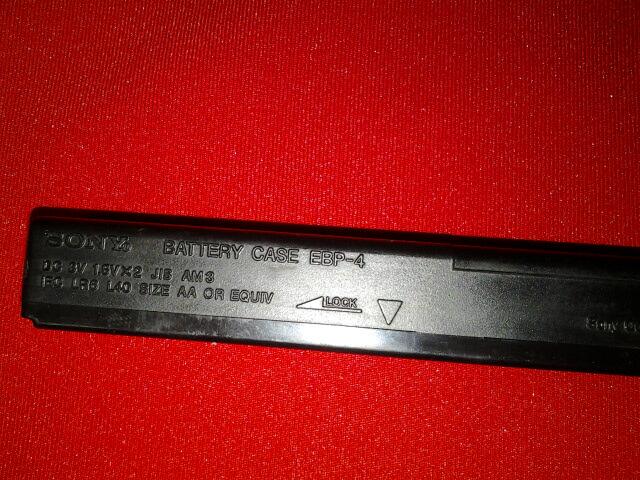 SONY BATTERY CASE EBP-4
DC 3V 1.5V×2 JIS AM3
IEC LR6 L40 SIZE AA OR EQUIV
LOCK
Sony